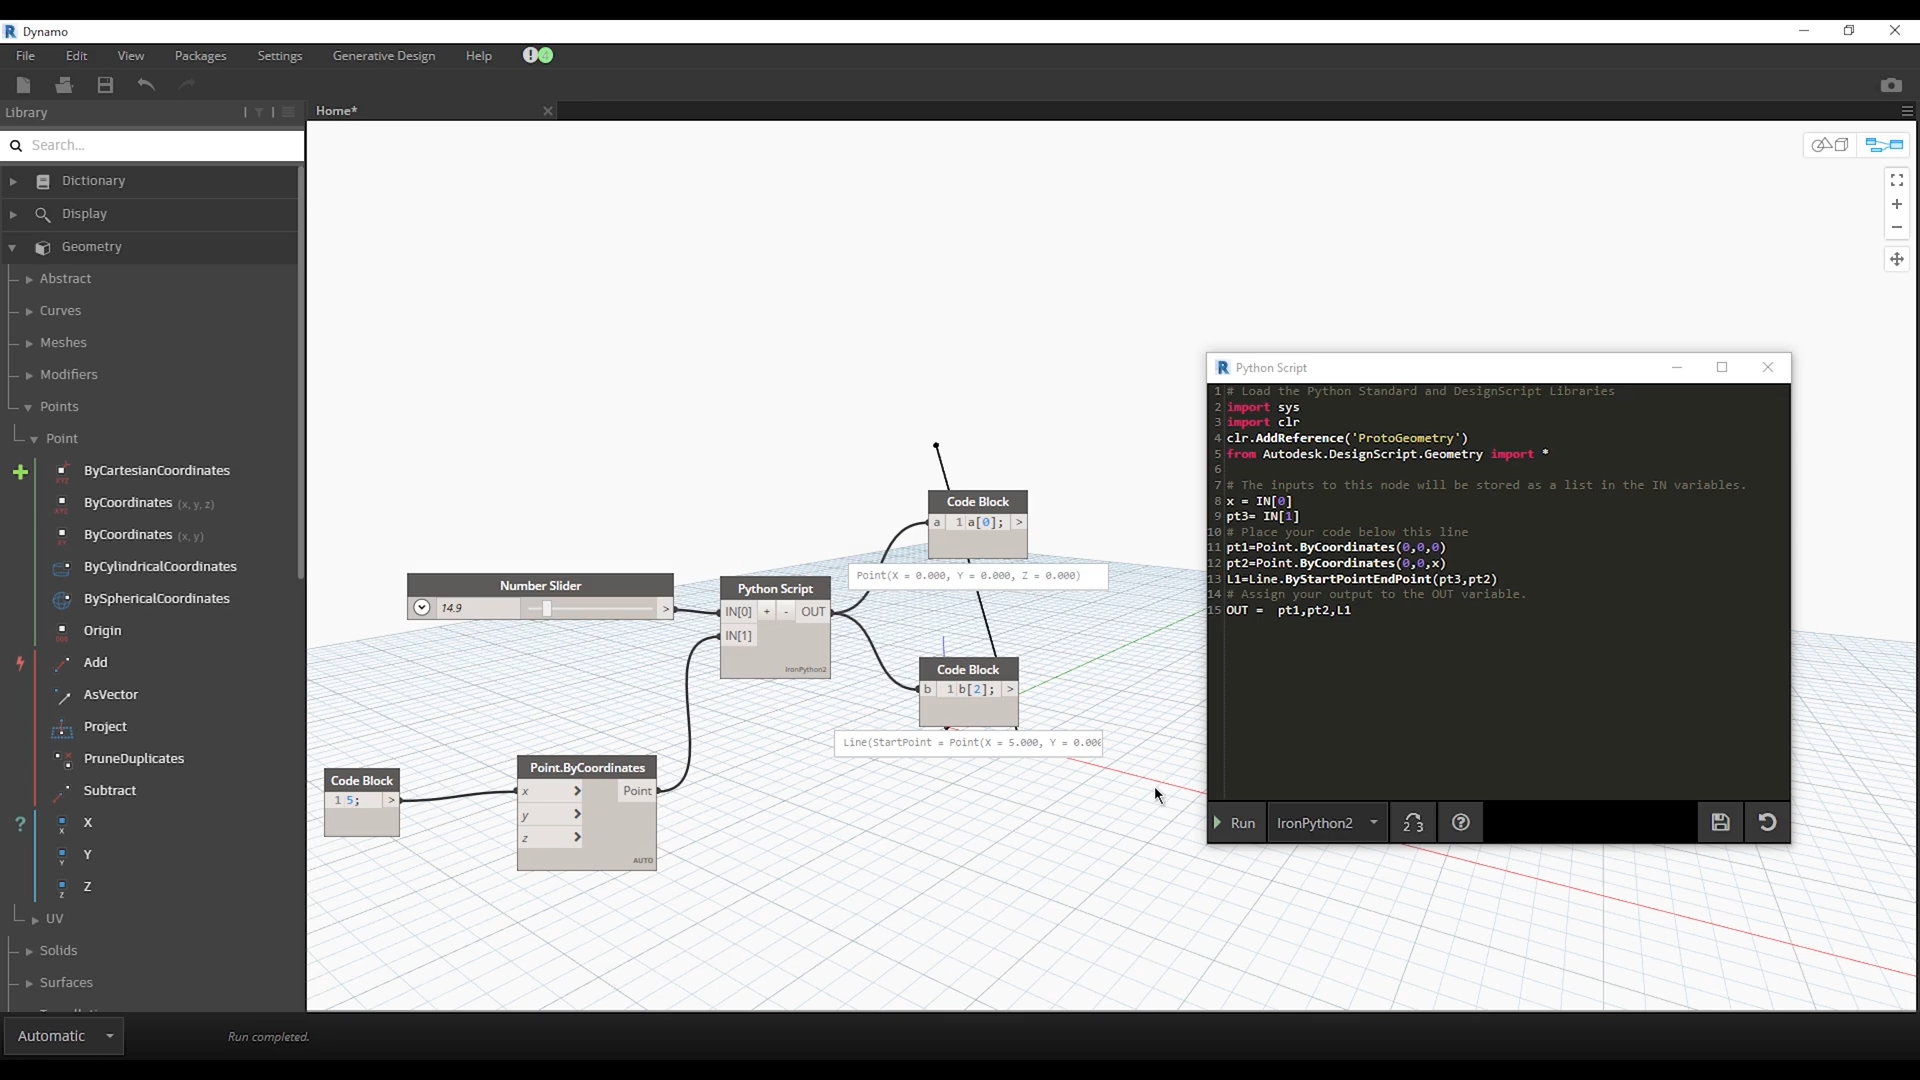 Dynamo
File Edit View Packages Settings Generative Design Help
Library
Home*
Search...
Dictionary
Display
Geometry
Abstract
Curves
Meshes
Modifiers
Points
Point
ByCartesianCoordinates
ByCoordinates (x, y, z)
ByCoordinates (x, y)
ByCylindricalCoordinates
BySphericalCoordinates
Origin
Add
AsVector
Project
PruneDuplicates
Subtract
X
Y
Z
UV
Solids
Surfaces
Automatic
Run completed.
Number Slider
14.9 >
Code Block
1 5; >
Point.ByCoordinates
x > Point
y >
z >
AUTO
Python Script
IN[0] + - OUT
IN[1]
IronPython2
Code Block
a 1 a[0]; >
Point(X = 0.000, Y = 0.000, Z = 0.000)
Code Block
b 1 b[2]; >
Line(StartPoint = Point(X = 5.000, Y = 0.000
Python Script
1 # Load the Python Standard and DesignScript Libraries
2 import sys
3 import clr
4 clr.AddReference('ProtoGeometry')
5 from Autodesk.DesignScript.Geometry import *
6
7 # The inputs to this node will be stored as a list in the IN variables.
8 x = IN[0]
9 pt3= IN[1]
10 # Place your code below this line
11 pt1=Point.ByCoordinates(0,0,0)
12 pt2=Point.ByCoordinates(0,0,x)
13 L1=Line.ByStartPointEndPoint(pt3,pt2)
14 # Assign your output to the OUT variable.
15 OUT =  pt1,pt2,L1
Run IronPython2 2 3